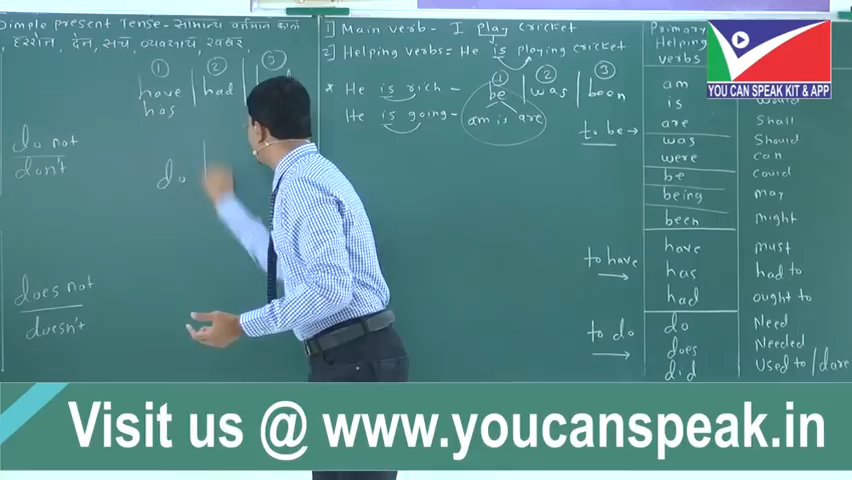 Simple Present Tense - सामान्य वर्तमान काल
, हररोज, देन, सच, व्यवसाय, खबर
① ② ③
have | had |
has
do not
don't
do |
does not
doesn't
1] Main verb - I play cricket
2] Helping verbs = He is playing cricket
* He is rich -
He is going -
① ② ③
be | was | been
am is are
to be →
to have
to do
Primary
Helping
verbs
am
is
are
was
were
be
being
been
have
has
had
do
does
did
would
shall
should
can
could
may
might
must
had to
ought to
Need
Needed
Used to / dare
YOU CAN SPEAK KIT & APP
Visit us @ www.youcanspeak.in